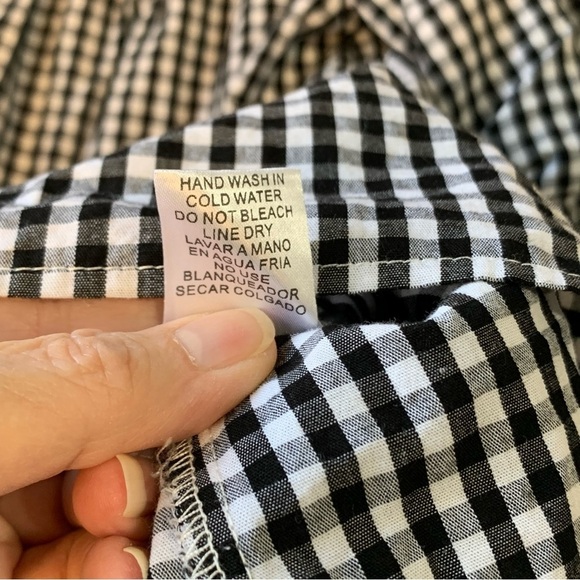 HAND WASH IN
COLD WATER
DO NOT BLEACH
LINE DRY
LAVAR A MANO
EN AGUA FRIA
NO USE
BLANQUEADOR
SECAR COLGADO